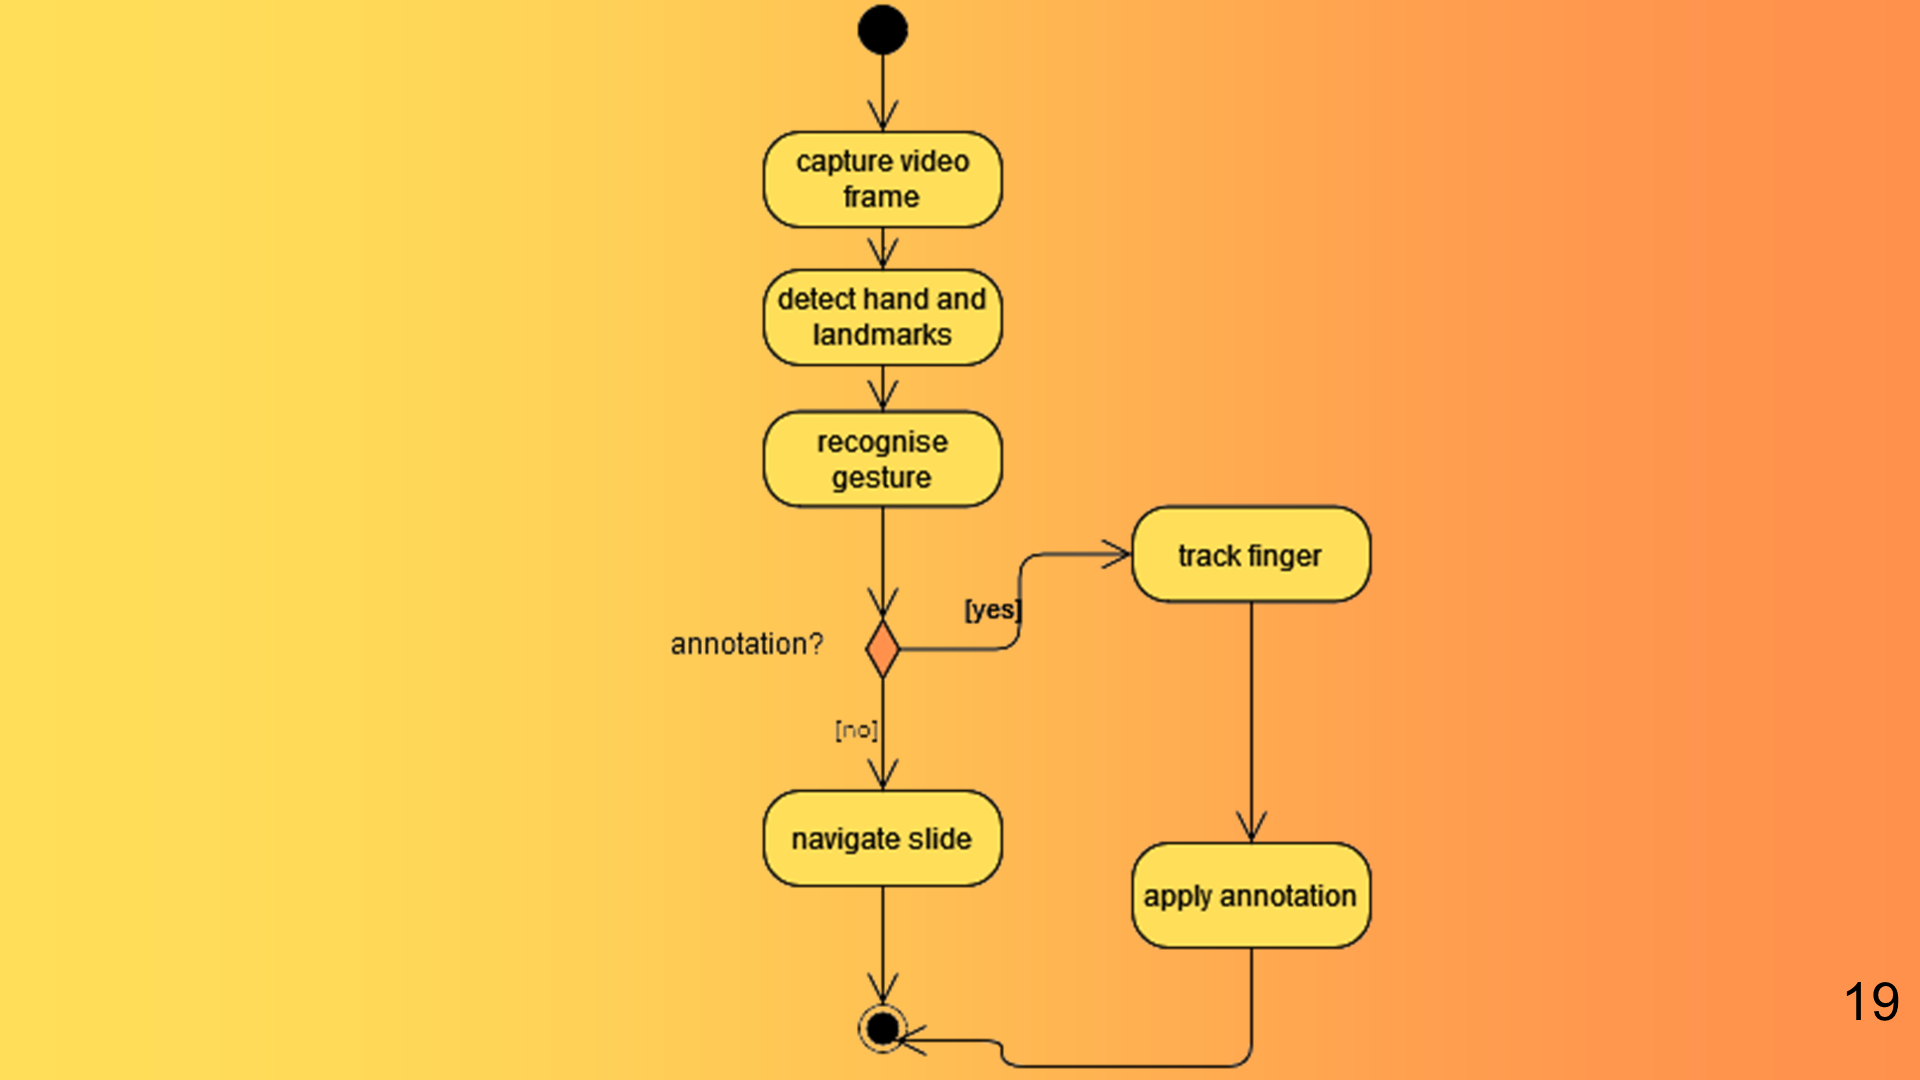 capture video
frame
detect hand and
landmarks
recognise
gesture
track finger
[yes]
annotation?
[no]
navigate slide
apply annotation
19